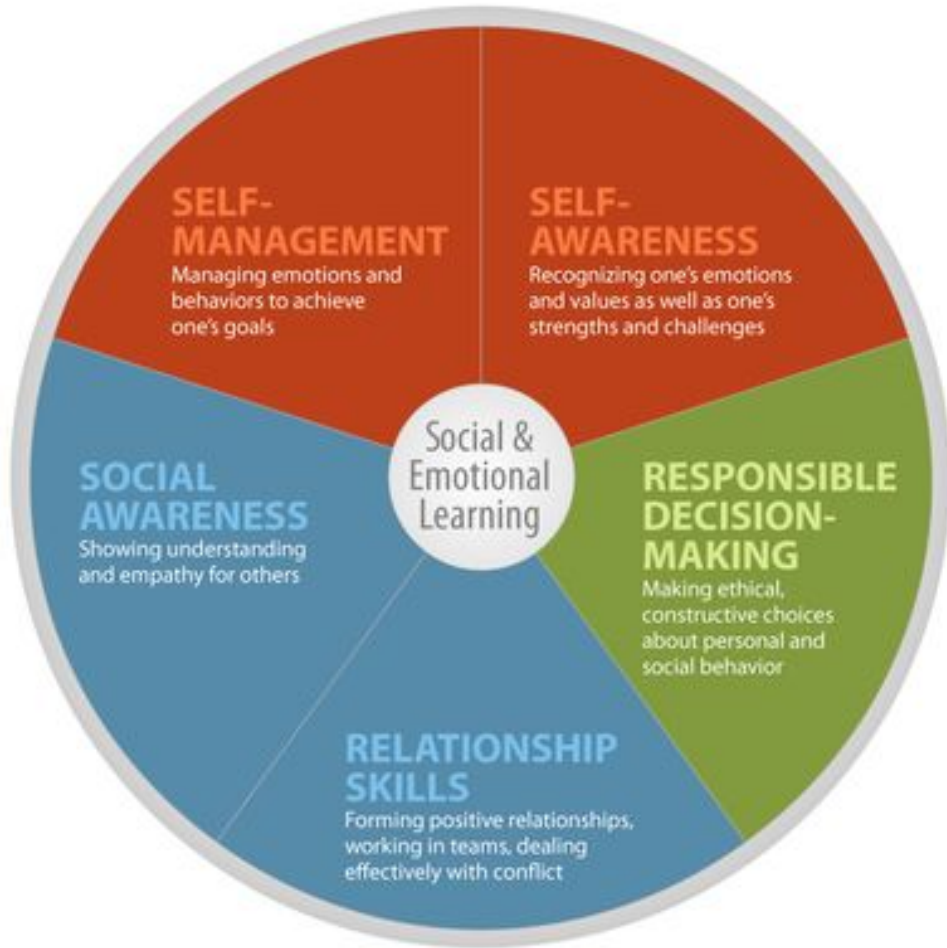 SELF-
MANAGEMENT
Managing emotions and
behaviors to achieve
one's goals
SELF-
AWARENESS
Recognizing one's emotions
and values as well as one's
strengths and challenges
Social &
Emotional
Learning
SOCIAL
AWARENESS
Showing understanding
and empathy for others
RESPONSIBLE
DECISION-
MAKING
Making ethical,
constructive choices
about personal and
social behavior
RELATIONSHIP
SKILLS
Forming positive relationships,
working in teams, dealing
effectively with conflict